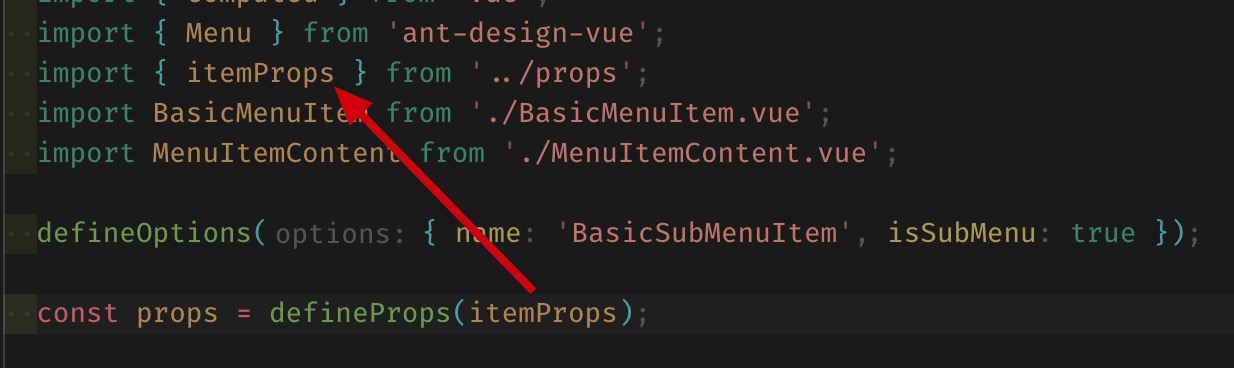 import { computed } from 'vue';
import { Menu } from 'ant-design-vue';
import { itemProps } from '../props';
import BasicMenuItem from './BasicMenuItem.vue';
import MenuItemContent from './MenuItemContent.vue';
defineOptions( options: { name: 'BasicSubMenuItem', isSubMenu: true });
const props = defineProps(itemProps);